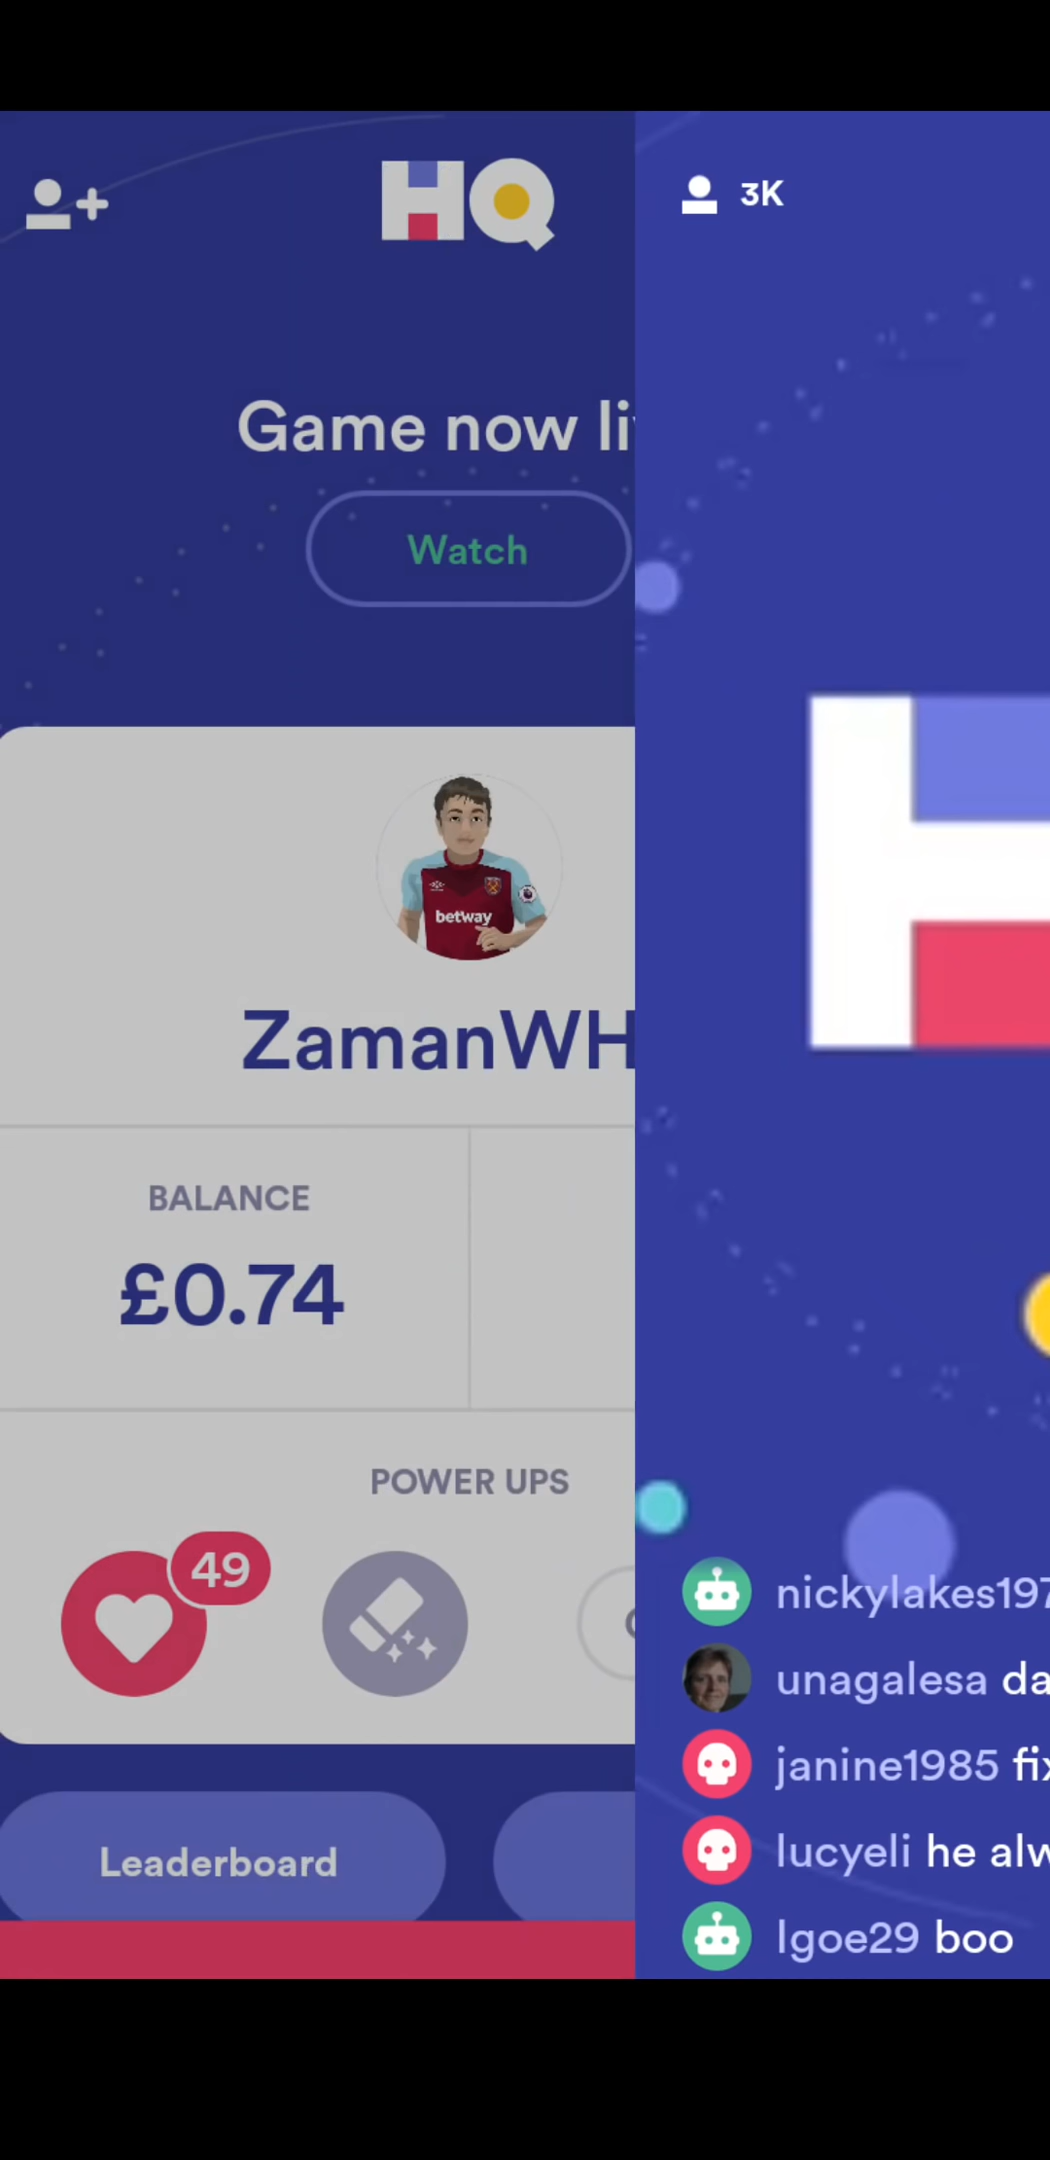 HQ
Game now li
Watch
betway
ZamanWH
BALANCE
£0.74
POWER UPS
49
Leaderboard
3K
nickylakes197
unagalesa da
janine1985 fix
lucyeli he alw
lgoe29 boo